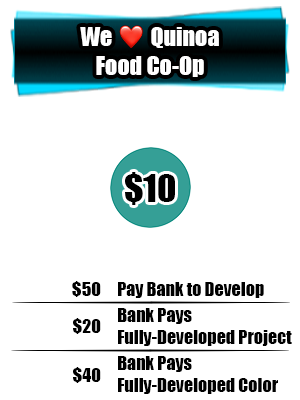 We ❤️ Quinoa
Food Co-Op
$10
$50 Pay Bank to Develop
$20 Bank Pays
Fully-Developed Project
$40 Bank Pays
Fully-Developed Color